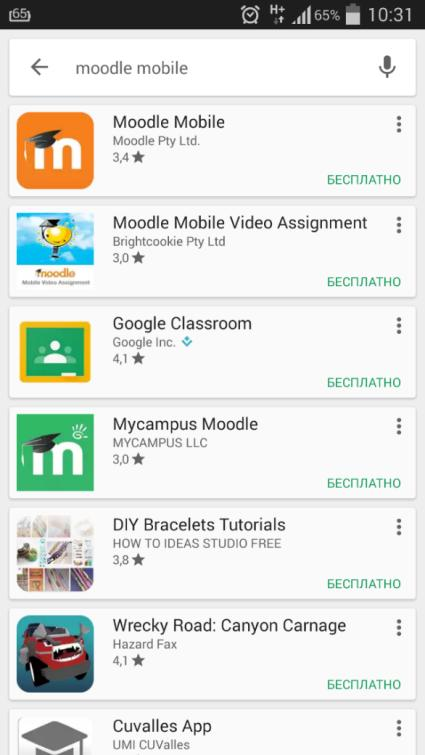 65 H+ 65% 10:31
moodle mobile
Moodle Mobile
Moodle Pty Ltd.
3,4
БЕСПЛАТНО
Moodle Mobile Video Assignment
Brightcookie Pty Ltd
3,0
moodle
Mobile Video Assignment
БЕСПЛАТНО
Google Classroom
Google Inc.
4,1
БЕСПЛАТНО
m
Mycampus Moodle
MYCAMPUS LLC
3,0
БЕСПЛАТНО
DIY Bracelets Tutorials
HOW TO IDEAS STUDIO FREE
3,8
БЕСПЛАТНО
Wrecky Road: Canyon Carnage
Hazard Fax
4,1
БЕСПЛАТНО
Cuvalles App
UMI CUValles